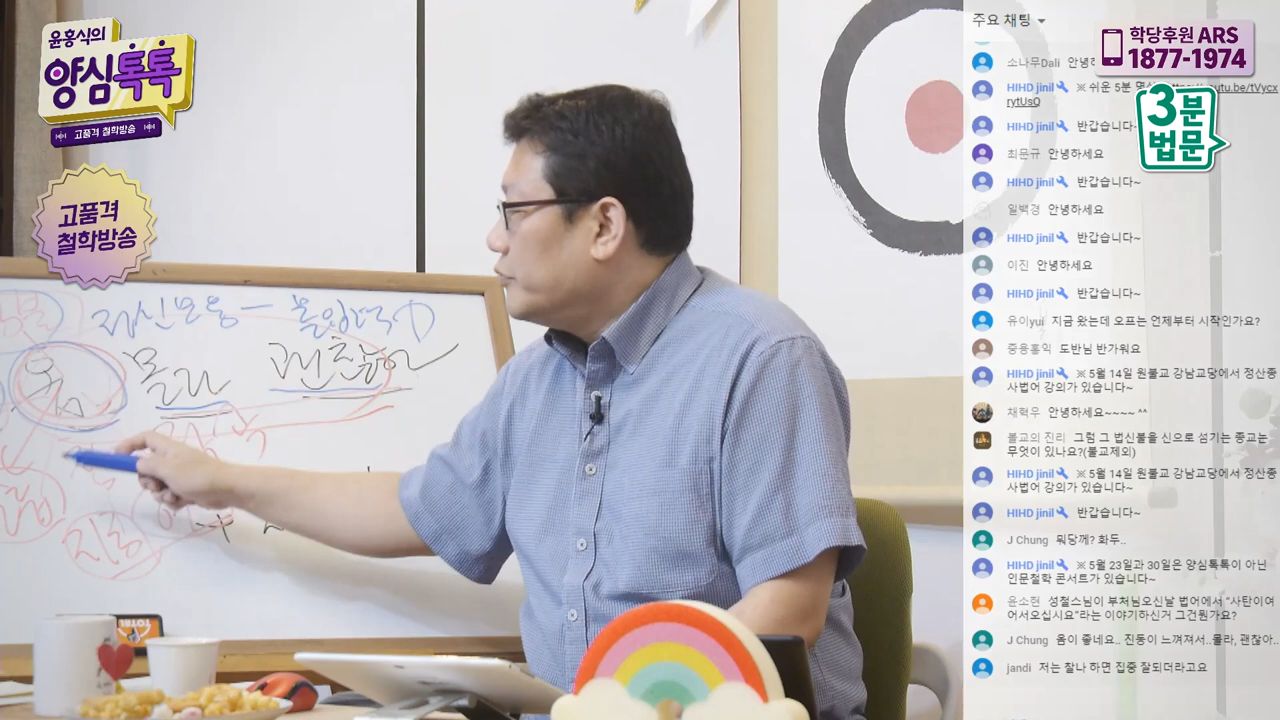 윤홍식의
양심톡톡
고품격 철학방송
고품격
철학방송
정신모음 - 몰입
옴 몰라 괜찮아
주요 채팅
학당후원 ARS
1877-1974
3분
법문
소나무Dali 안녕하
HIHD jinil ※ 쉬운 5분 명상
utu.be/tVycx
rytUsQ
HIHD jinil 반갑습니다~
최문규 안녕하세요
HIHD jinil 반갑습니다~
일백경 안녕하세요
HIHD jinil 반갑습니다~
이진 안녕하세요
HIHD jinil 반갑습니다~
유이yui 지금 왔는데 오프는 언제부터 시작인가요?
중용홍익 도반님 반가워요
HIHD jinil ※ 5월 14일 원불교 강남교당에서 정산종
사법어 강의가 있습니다~
채혁우 안녕하세요~~~~ ^^
불교의 진리 그럼 그 법신불을 신으로 섬기는 종교는
무엇이 있나요?(불교제외)
HIHD jinil ※ 5월 14일 원불교 강남교당에서 정산종
사법어 강의가 있습니다~
HIHD jinil 반갑습니다~
J Chung 뭐당께? 화두..
HIHD jinil ※ 5월 23일과 30일은 양심톡톡이 아닌
인문철학 콘서트가 있습니다~
윤소현 성철스님이 부처님오신날 법어에서 "사탄이여
어서오십시요"라는 이야기하신거 그건뭔가요?
J Chung 옴이 좋네요.. 진동이 느껴져서..몰라, 괜찮아..
jandi 저는 찰나 하면 집중 잘되더라고요